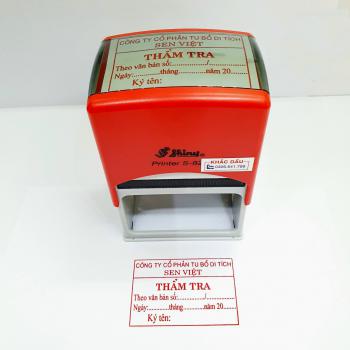 CÔNG TY CỔ PHẦN TU BỔ DI TÍCH
SEN VIỆT
THẨM TRA
Theo văn bản số:............../..............
Ngày:..............tháng..............năm 20........
Ký tên:
Shiny
Printer S-82
KHẮC DẤU
CÔNG TY CỔ PHẦN TU BỔ DI TÍCH
SEN VIỆT
THẨM TRA
Theo văn bản số:............../..............
Ngày:..........tháng..........năm 20......
Ký tên: